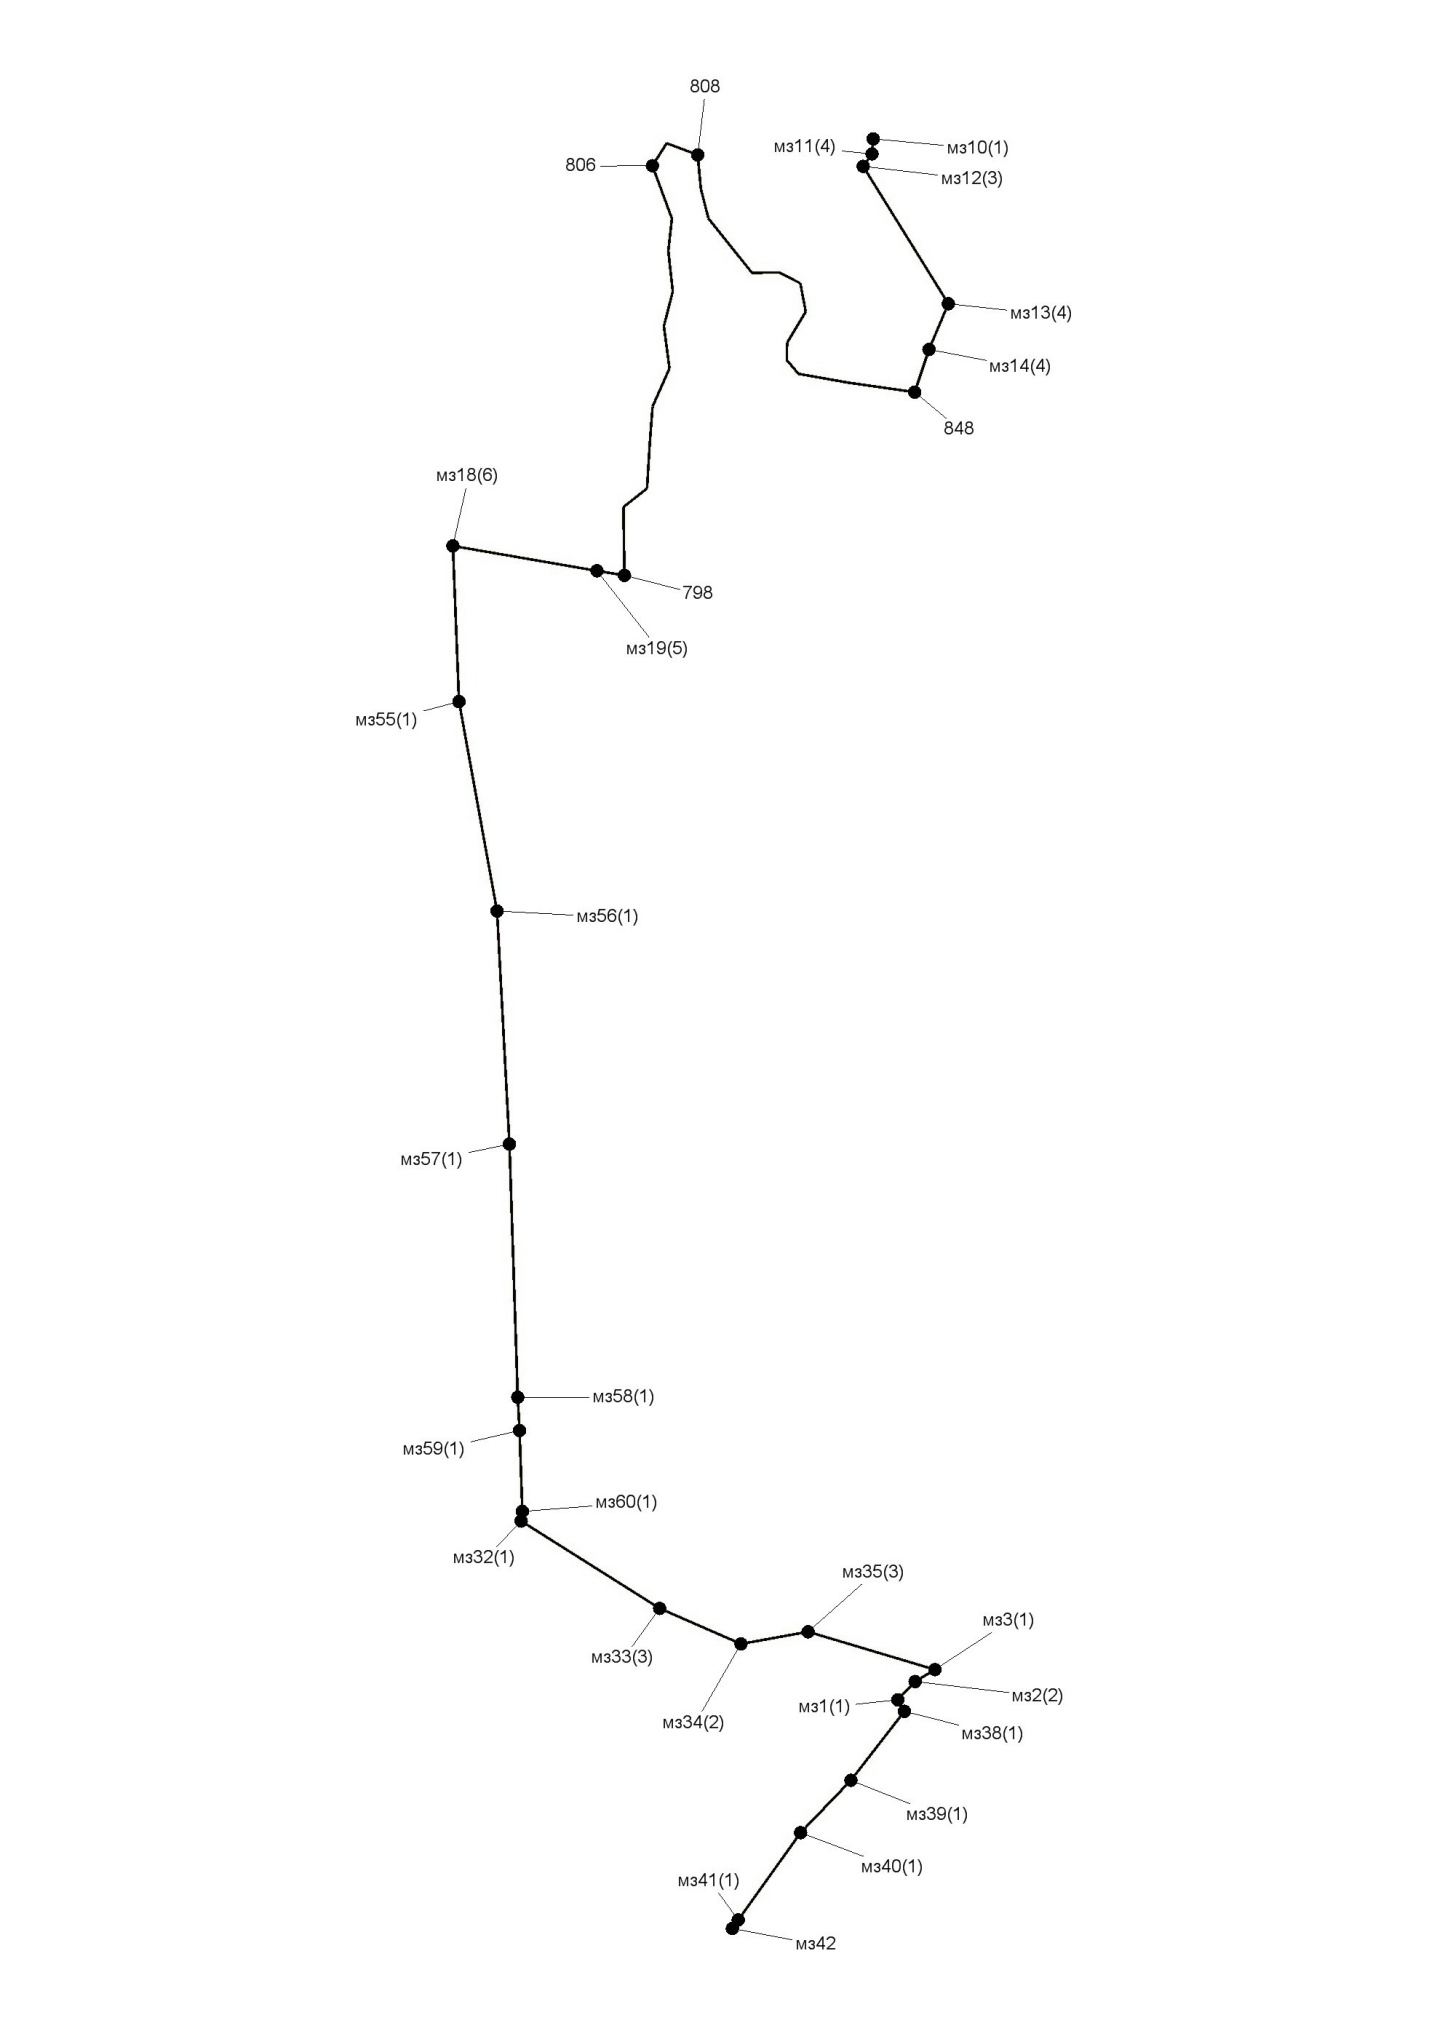 808
мз11(4)
мз10(1)
806
мз12(3)
мз13(4)
мз14(4)
848
мз18(6)
798
мз19(5)
мз55(1)
мз56(1)
мз57(1)
мз58(1)
мз59(1)
мз60(1)
мз32(1)
мз35(3)
мз3(1)
мз33(3)
мз2(2)
мз1(1)
мз34(2)
мз38(1)
мз39(1)
мз40(1)
мз41(1)
мз42